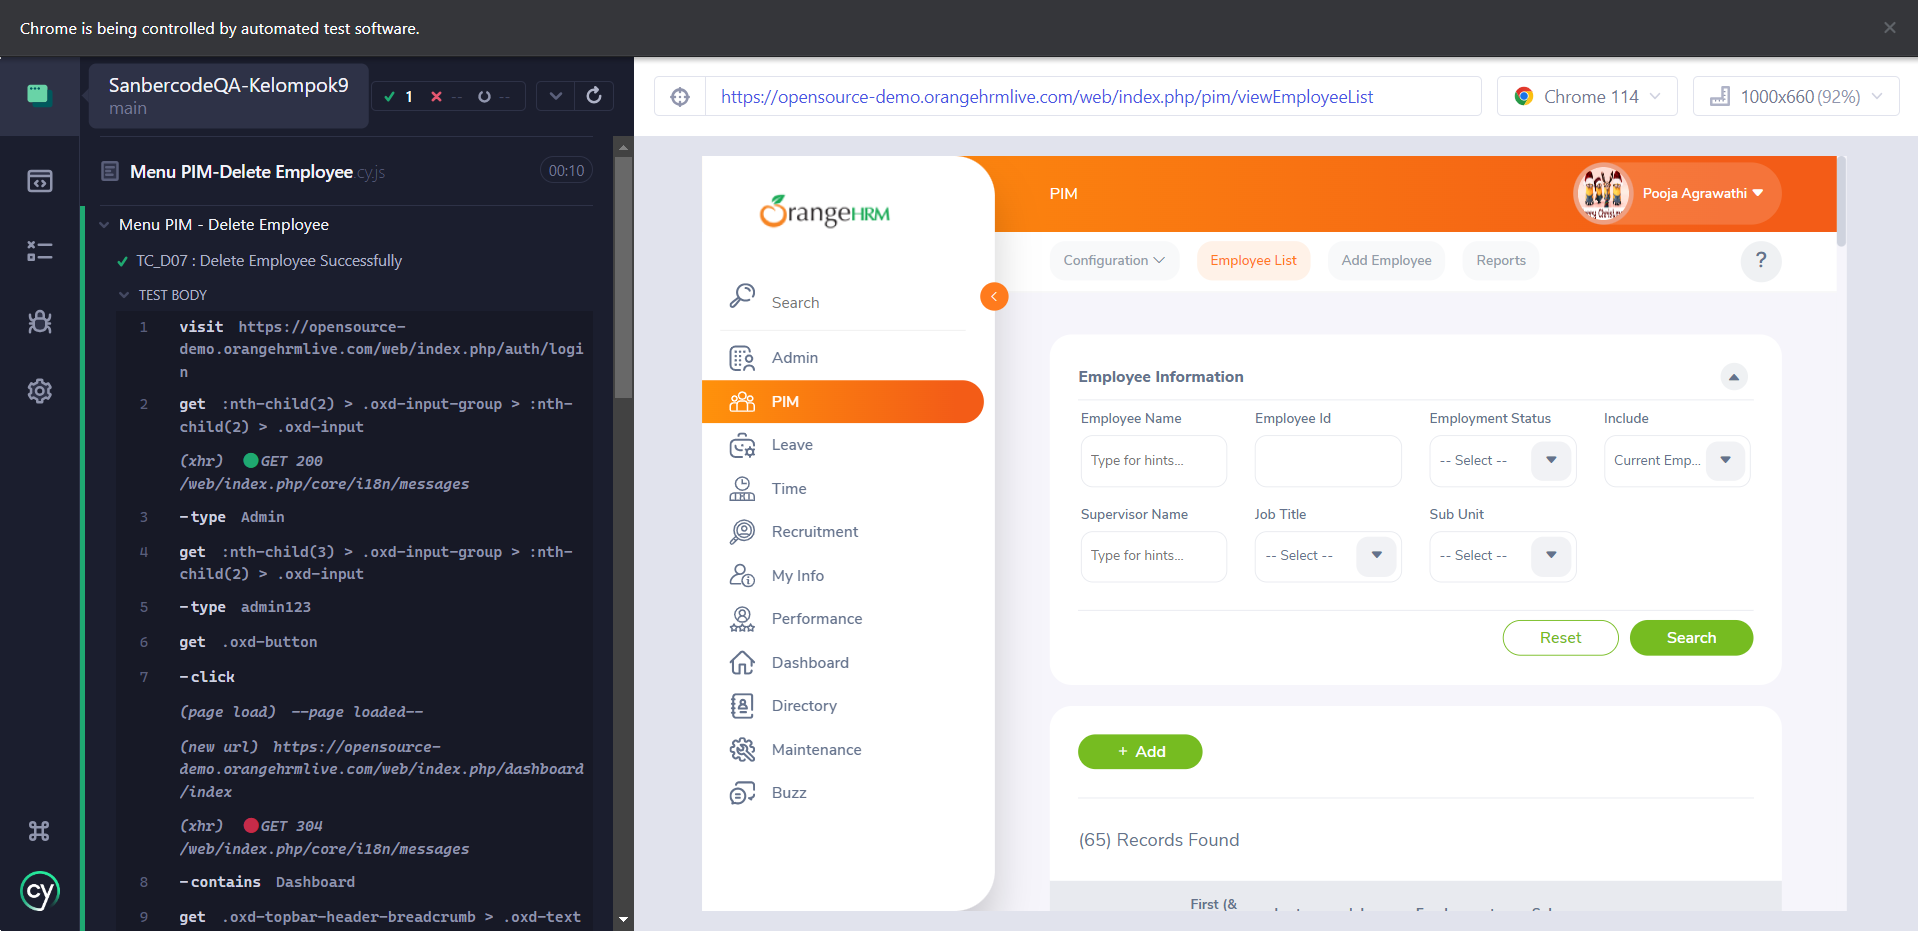 Chrome is being controlled by automated test software.
SanbercodeQA-Kelompok9
main
1 -- --
https://opensource-demo.orangehrmlive.com/web/index.php/pim/viewEmployeeList
Chrome 114
1000x660 (92%)
Menu PIM-Delete Employee.cy.js
00:10
Menu PIM - Delete Employee
TC_D07 : Delete Employee Successfully
TEST BODY
1 visit https://opensource-
demo.orangehrmlive.com/web/index.php/auth/logi
n
2 get :nth-child(2) > .oxd-input-group > :nth-
child(2) > .oxd-input
(xhr) GET 200
/web/index.php/core/i18n/messages
3 -type Admin
4 get :nth-child(3) > .oxd-input-group > :nth-
child(2) > .oxd-input
5 -type admin123
6 get .oxd-button
7 -click
(page load) --page loaded--
(new url) https://opensource-
demo.orangehrmlive.com/web/index.php/dashboard
/index
(xhr) GET 304
/web/index.php/core/i18n/messages
8 -contains Dashboard
9 get .oxd-topbar-header-breadcrumb > .oxd-text
cy
OrangeHRM
Search
Admin
PIM
Leave
Time
Recruitment
My Info
Performance
Dashboard
Directory
Maintenance
Buzz
PIM
Pooja Agrawathi
Configuration
Employee List
Add Employee
Reports
?
Employee Information
Employee Name
Employee Id
Employment Status
Include
Type for hints...
-- Select --
Current Emp...
Supervisor Name
Job Title
Sub Unit
Type for hints...
-- Select --
-- Select --
Reset
Search
+ Add
(65) Records Found
First (&